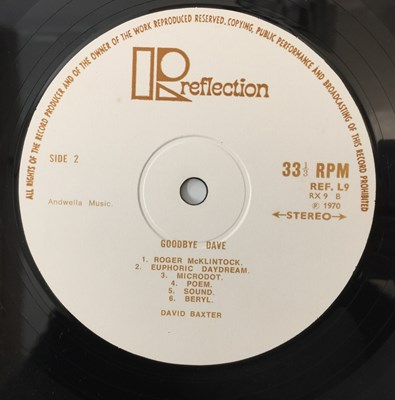 ALL RIGHTS OF THE RECORD PRODUCER AND OF THE OWNER OF THE WORK REPRODUCED RESERVED. COPYING, PUBLIC PERFORMANCE AND BROADCASTING OF THIS RECORD PROHIBITED
R reflection
SIDE 2
33 1/3 RPM
REF. L9
RX 9 B
℗ 1970
Andwella Music.
←STEREO→
GOODBYE DAVE
1. ROGER McKLINTOCK.
2. EUPHORIC DAYDREAM.
3. MICRODOT.
4. POEM.
5. SOUND.
6. BERYL.
DAVID BAXTER